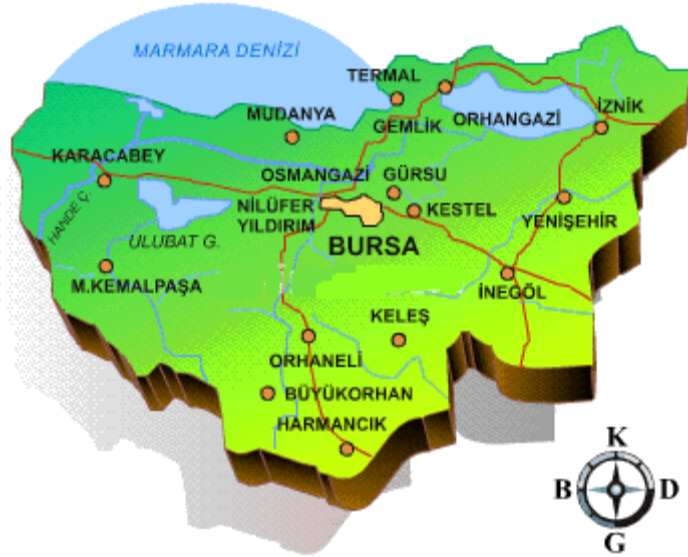 MARMARA DENİZİ
TERMAL
MUDANYA
GEMLİK
ORHANGAZİ
İZNİK
KARACABEY
OSMANGAZİ
GÜRSU
HANDE Ç.
NİLÜFER
YILDIRIM
KESTEL
YENİŞEHİR
ULUBAT G.
BURSA
M.KEMALPAŞA
İNEGÖL
KELEŞ
ORHANELİ
BÜYÜKORHAN
HARMANCIK
K
B
D
G